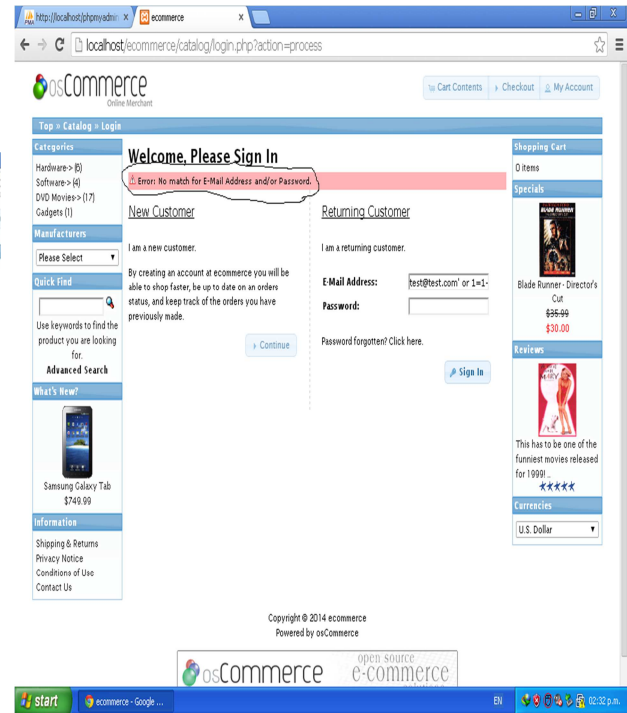 http://localhost/phpmyadmin
ecommerce
localhost/ecommerce/catalog/login.php?action=process
osCommerce
Online Merchant
Cart Contents
Checkout
My Account
Top » Catalog » Login
Categories
Hardware-> (6)
Software-> (4)
DVD Movies-> (17)
Gadgets (1)
Manufacturers
Please Select
Quick Find
Use keywords to find the
product you are looking
for.
Advanced Search
What's New?
Samsung Galaxy Tab
$749.99
Information
Shipping & Returns
Privacy Notice
Conditions of Use
Contact Us
Welcome, Please Sign In
Error: No match for E-Mail Address and/or Password.
New Customer
I am a new customer.
By creating an account at ecommerce you will be
able to shop faster, be up to date on an orders
status, and keep track of the orders you have
previously made.
Continue
Returning Customer
I am a returning customer.
E-Mail Address:
test@test.com' or 1=1-
Password:
Password forgotten? Click here.
Sign In
Shopping Cart
0 items
Specials
BLADE RUNNER
Blade Runner - Director's
Cut
$35.99
$30.00
Reviews
MARY
This has to be one of the
funniest movies released
for 1999! ..
Currencies
U.S. Dollar
Copyright © 2014 ecommerce
Powered by osCommerce
osCommerce
open source
e-commerce
start
ecommerce - Google ...
EN
02:32 p.m.